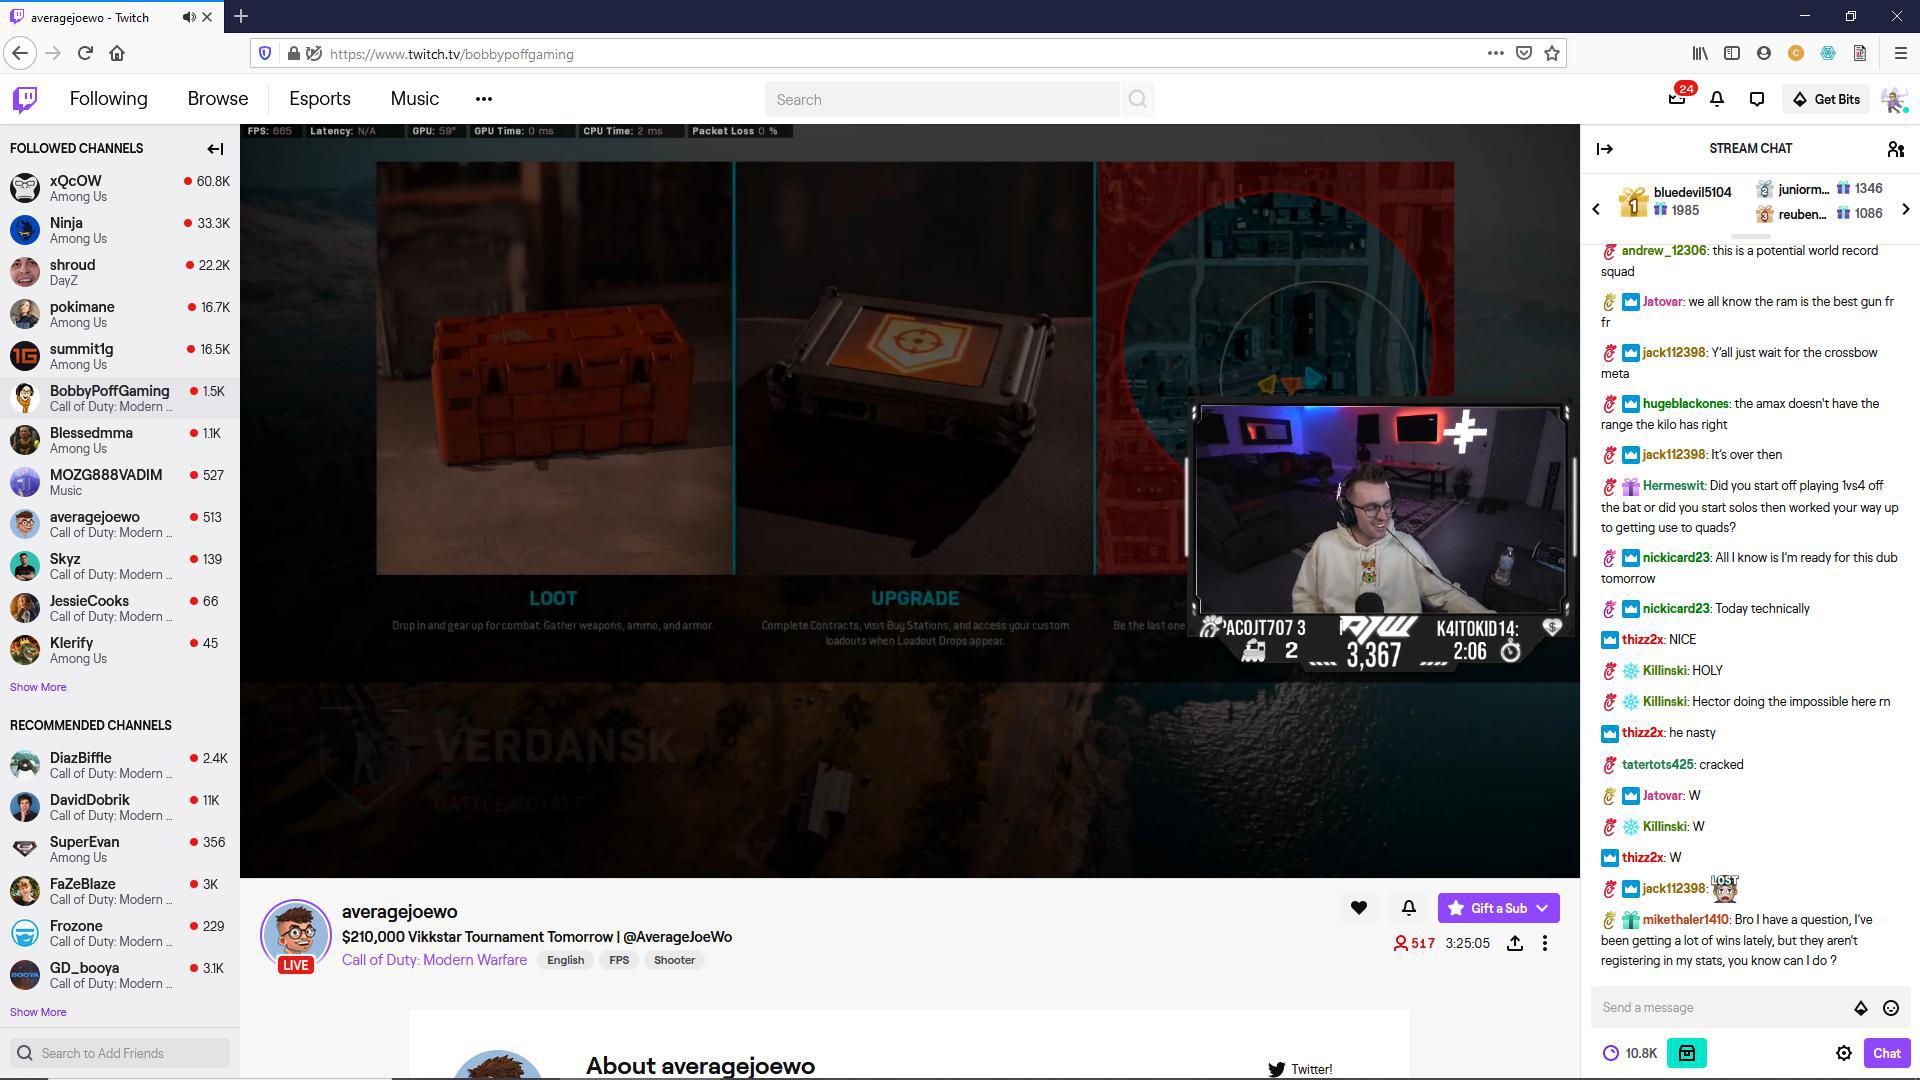 averagejoewo - Twitch
https://www.twitch.tv/bobbypoffgaming
Following
Browse
Esports
Music
Search
24
Get Bits
FOLLOWED CHANNELS
xQcOW
60.8K
Among Us
Ninja
33.3K
Among Us
shroud
22.2K
DayZ
pokimane
16.7K
Among Us
summit1g
16.5K
Among Us
BobbyPoffGaming
1.5K
Call of Duty: Modern ...
Blessedmma
1.1K
Among Us
MOZG888VADIM
527
Music
averagejoewo
513
Call of Duty: Modern ...
Skyz
139
Call of Duty: Modern ...
JessieCooks
66
Call of Duty: Modern ...
Klerify
45
Among Us
Show More
RECOMMENDED CHANNELS
DiazBiffle
2.4K
Call of Duty: Modern ...
DavidDobrik
11K
Call of Duty: Modern ...
SuperEvan
356
Among Us
FaZeBlaze
3K
Call of Duty: Modern ...
Frozone
229
Call of Duty: Modern ...
GD_booya
3.1K
Call of Duty: Modern ...
Show More
Search to Add Friends
FPS: 665 Latency: N/A GPU: 59° GPU Time: 0 ms CPU Time: 2 ms Packet Loss 0 %
LOOT
Drop in and gear up for combat. Gather weapons, ammo, and armor.
UPGRADE
Complete Contracts, visit Buy Stations, and access your custom
loadouts when Loadout Drops appear.
Be the last one
VERDANSK
BATTLE ROYALE
ACOJT707 3
2
RJW
3,367
K4ITOKID14:
2:06
averagejoewo
$210,000 Vikkstar Tournament Tomorrow | @AverageJoeWo
Call of Duty: Modern Warfare
English
FPS
Shooter
LIVE
Gift a Sub
517
3:25:05
About averagejoewo
Twitter!
STREAM CHAT
1
bluedevil5104
1985
2
juniorm...
1346
3
reuben...
1086
andrew_12306: this is a potential world record
squad
Jatovar: we all know the ram is the best gun fr
fr
jack112398: Y'all just wait for the crossbow
meta
hugeblackones: the amax doesn't have the
range the kilo has right
jack112398: It's over then
Hermeswit: Did you start off playing 1vs4 off
the bat or did you start solos then worked your way up
to getting use to quads?
nickicard23: All I know is I'm ready for this dub
tomorrow
nickicard23: Today technically
thizz2x: NICE
Killinski: HOLY
Killinski: Hector doing the impossible here rn
thizz2x: he nasty
tatertots425: cracked
Jatovar: W
Killinski: W
thizz2x: W
jack112398: LOST
mikethaler1410: Bro I have a question, I've
been getting a lot of wins lately, but they aren't
registering in my stats, you know can I do ?
Send a message
10.8K
Chat